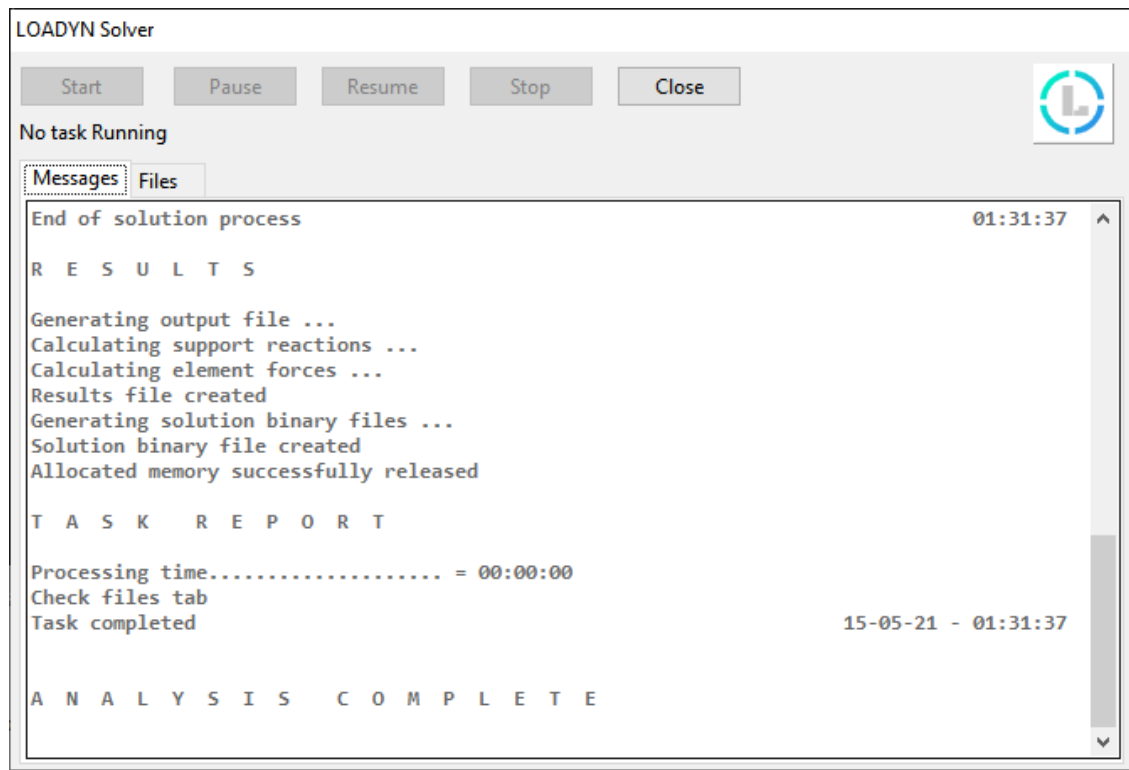 LOADYN Solver
Start Pause Resume Stop Close
L
No task Running
Messages Files
End of solution process 01:31:37
R E S U L T S
Generating output file ...
Calculating support reactions ...
Calculating element forces ...
Results file created
Generating solution binary files ...
Solution binary file created
Allocated memory successfully released
T A S K R E P O R T
Processing time.................... = 00:00:00
Check files tab
Task completed 15-05-21 - 01:31:37
A N A L Y S I S C O M P L E T E